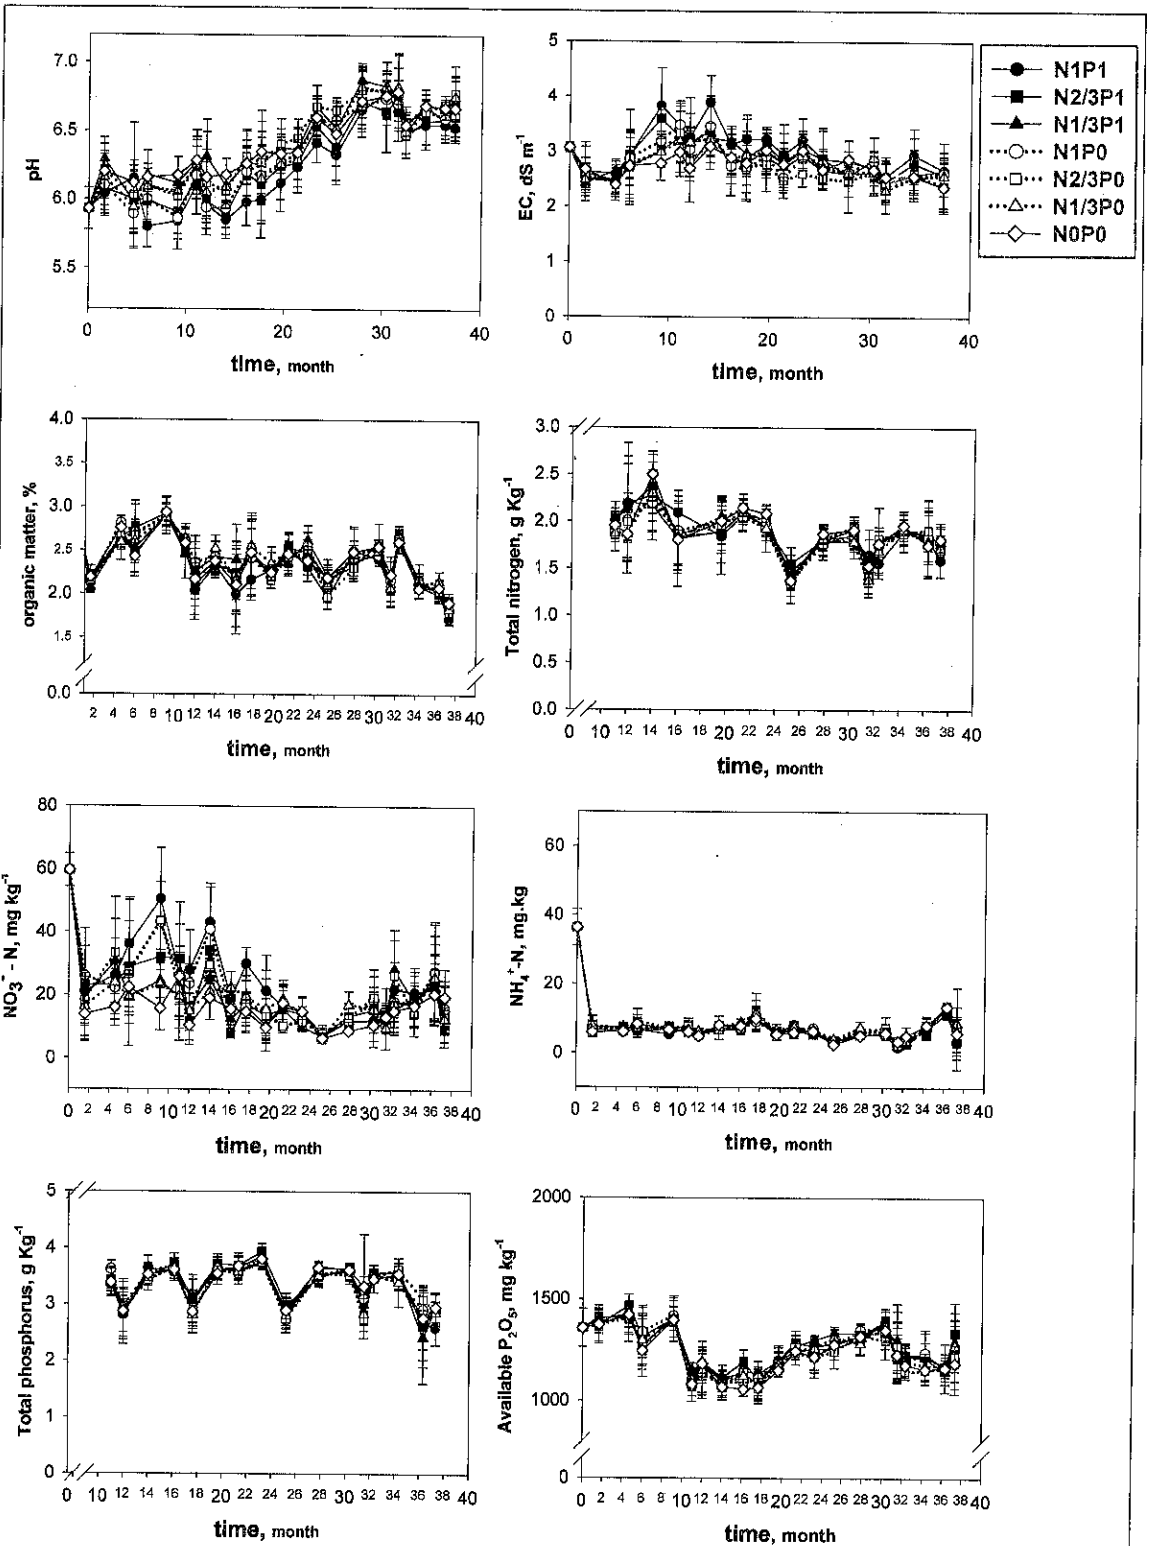 7.0
6.5
6.0
5.5
pH
0 10 20 30 40
time, month
5
4
3
2
1
0
EC, dS m⁻¹
0 10 20 30 40
time, month
N1P1
N2/3P1
N1/3P1
N1P0
N2/3P0
N1/3P0
N0P0
4.0
3.5
3.0
2.5
2.0
1.5
0.0
organic matter, %
2 4 6 8 10 12 14 16 18 20 22 24 26 28 30 32 34 36 38 40
time, month
3.0
2.5
2.0
1.5
1.0
0.5
0.0
Total nitrogen, g Kg⁻¹
0 10 12 14 16 18 20 22 24 26 28 30 32 34 36 38 40
time, month
80
60
40
20
0
NO₃⁻ - N, mg kg⁻¹
0 2 4 6 8 10 12 14 16 18 20 22 24 26 28 30 32 34 36 38 40
time, month
60
40
20
0
NH₄⁺-N, mg.kg
0 2 4 6 8 10 12 14 16 18 20 22 24 26 28 30 32 34 36 38 40
time, month
5
4
3
2
1
0
Total phosphorus, g Kg⁻¹
0 10 12 14 16 18 20 22 24 26 28 30 32 34 36 38 40
time, month
2000
1500
1000
0
Available P₂O₅, mg kg⁻¹
0 2 4 6 8 10 12 14 16 18 20 22 24 26 28 30 32 34 36 38 40
time, month